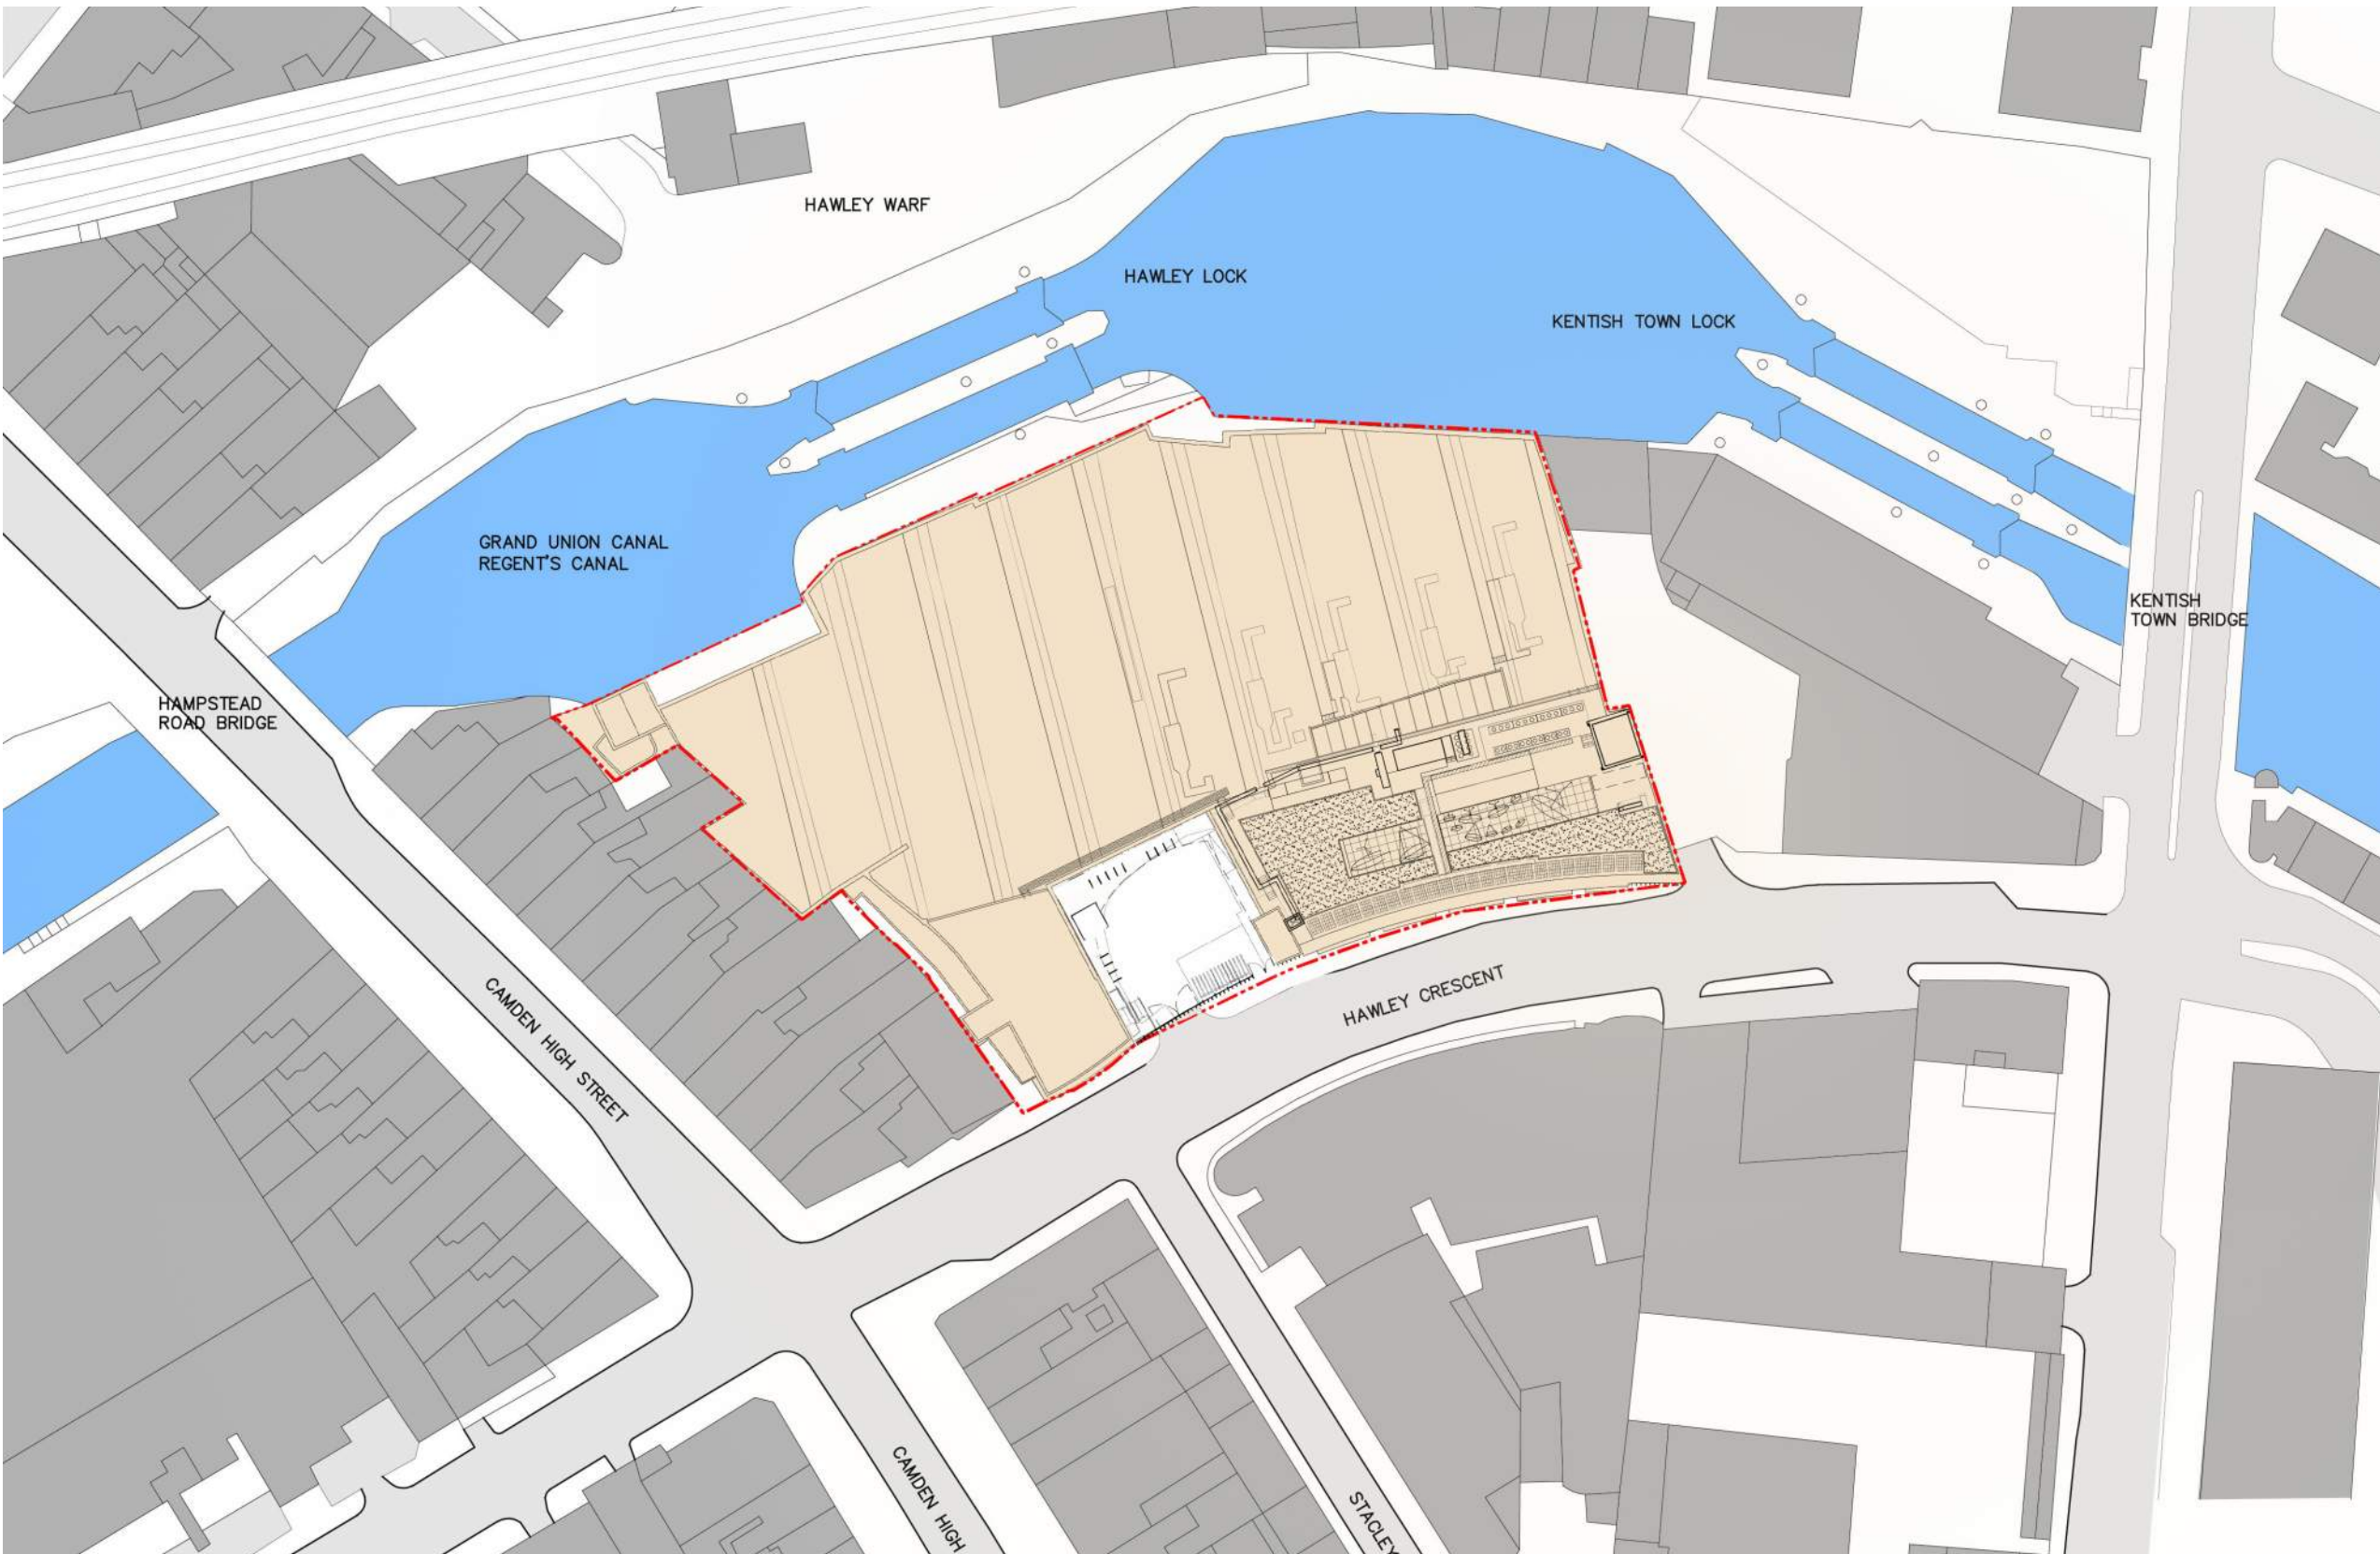 HAWLEY WARF
HAWLEY LOCK
KENTISH TOWN LOCK
GRAND UNION CANAL
REGENT'S CANAL
KENTISH
TOWN BRIDGE
HAMPSTEAD
ROAD BRIDGE
CAMDEN HIGH STREET
HAWLEY CRESCENT
CAMDEN HIGH
STACLEY